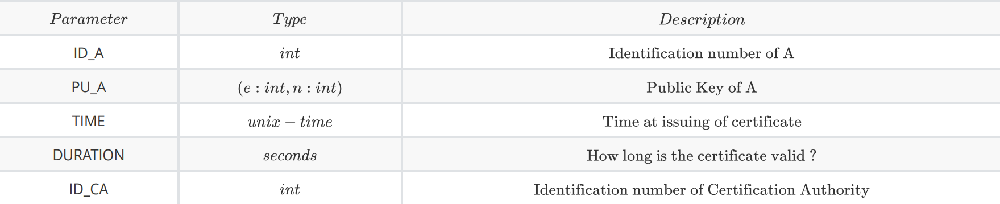 Parameter Type Description
ID_A int Identification number of A
PU_A (e : int, n : int) Public Key of A
TIME unix − time Time at issuing of certificate
DURATION seconds How long is the certificate valid ?
ID_CA int Identification number of Certification Authority